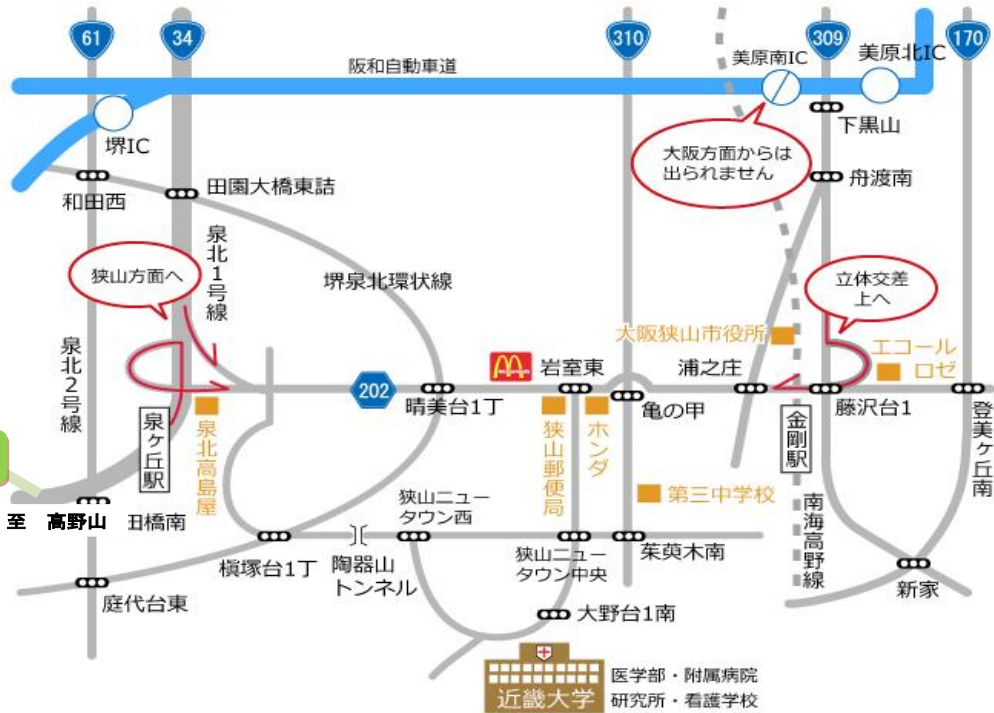 61
34
310
309
170
阪和自動車道
美原南IC
美原北IC
堺IC
下黒山
大阪方面からは
出られません
和田西
田園大橋東詰
舟渡南
泉北1号線
狭山方面へ
堺泉北環状線
立体交差
上へ
大阪狭山市役所
エコール
ロゼ
泉北2号線
岩室東
浦之庄
202
晴美台1丁
亀の甲
藤沢台1
泉ヶ丘駅
泉北高島屋
狭山郵便局
ホンダ
金剛駅
登美ヶ丘南
第三中学校
狭山ニュー
タウン西
南海高野線
至 高野山
田橋南
槇塚台1丁
陶器山
トンネル
狭山ニュー
タウン中央
茱萸木南
庭代台東
新家
大野台1南
近畿大学
医学部・附属病院
研究所・看護学校